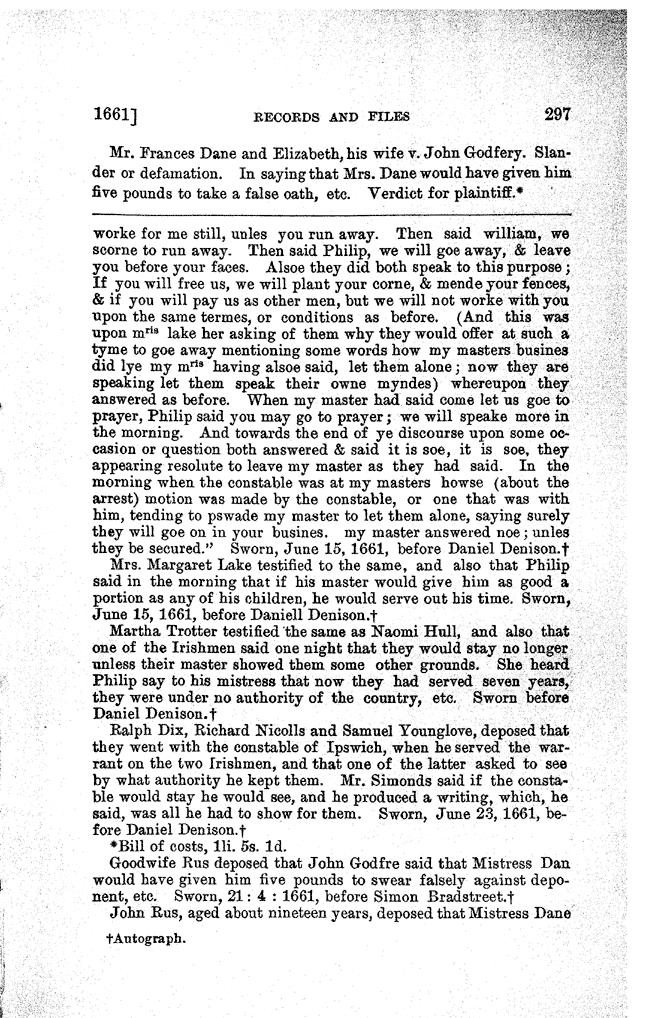 1661] RECORDS AND FILES 297
Mr. Frances Dane and Elizabeth, his wife v. John Godfery. Slan-
der or defamation. In saying that Mrs. Dane would have given him
five pounds to take a false oath, etc. Verdict for plaintiff.*
worke for me still, unles you run away. Then said william, we
scorne to run away. Then said Philip, we will goe away, & leave
you before your faces. Alsoe they did both speak to this purpose;
If you will free us, we will plant your corne, & mende your fences,
& if you will pay us as other men, but we will not worke with you
upon the same termes, or conditions as before. (And this was
upon mris lake her asking of them why they would offer at such a
tyme to goe away mentioning some words how my masters busines
did lye my mris having alsoe said, let them alone; now they are
speaking let them speak their owne myndes) whereupon they
answered as before. When my master had said come let us goe to
prayer, Philip said you may go to prayer; we will speake more in
the morning. And towards the end of ye discourse upon some oc-
casion or question both answered & said it is soe, it is soe, they
appearing resolute to leave my master as they had said. In the
morning when the constable was at my masters howse (about the
arrest) motion was made by the constable, or one that was with
him, tending to pswade my master to let them alone, saying surely
they will goe on in your busines. my master answered noe; unles
they be secured." Sworn, June 15, 1661, before Daniel Denison.†
Mrs. Margaret Lake testified to the same, and also that Philip
said in the morning that if his master would give him as good a
portion as any of his children, he would serve out his time. Sworn,
June 15, 1661, before Daniell Denison.†
Martha Trotter testified the same as Naomi Hull, and also that
one of the Irishmen said one night that they would stay no longer
unless their master showed them some other grounds. She heard
Philip say to his mistress that now they had served seven years,
they were under no authority of the country, etc. Sworn before
Daniel Denison.†
Ralph Dix, Richard Nicolls and Samuel Younglove, deposed that
they went with the constable of Ipswich, when he served the war-
rant on the two Irishmen, and that one of the latter asked to see
by what authority he kept them. Mr. Simonds said if the consta-
ble would stay he would see, and he produced a writing, which, he
said, was all he had to show for them. Sworn, June 23, 1661, be-
fore Daniel Denison.†
*Bill of costs, 1li. 5s. 1d.
Goodwife Rus deposed that John Godfre said that Mistress Dan
would have given him five pounds to swear falsely against depo-
nent, etc. Sworn, 21 : 4 : 1661, before Simon Bradstreet.†
John Rus, aged about nineteen years, deposed that Mistress Dane
†Autograph.